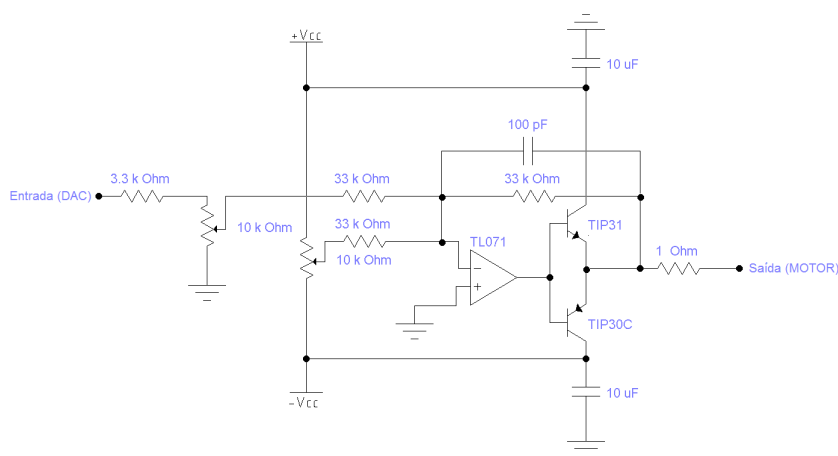 +Vcc
10 uF
100 pF
3.3 k Ohm
33 k Ohm
33 k Ohm
Entrada (DAC)
10 k Ohm
33 k Ohm
TL071
TIP31
10 k Ohm
1 Ohm
Saída (MOTOR)
−
+
TIP30C
-Vcc
10 uF